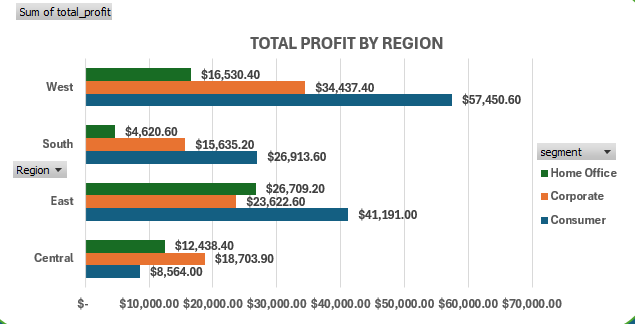 Sum of total_profit
TOTAL PROFIT BY REGION
West
$16,530.40
$34,437.40
$57,450.60
South
$4,620.60
$15,635.20
$26,913.60
Region
East
$26,709.20
$23,622.60
$41,191.00
Central
$12,438.40
$18,703.90
$8,564.00
$- $10,000.00 $20,000.00 $30,000.00 $40,000.00 $50,000.00 $60,000.00 $70,000.00
segment
Home Office
Corporate
Consumer